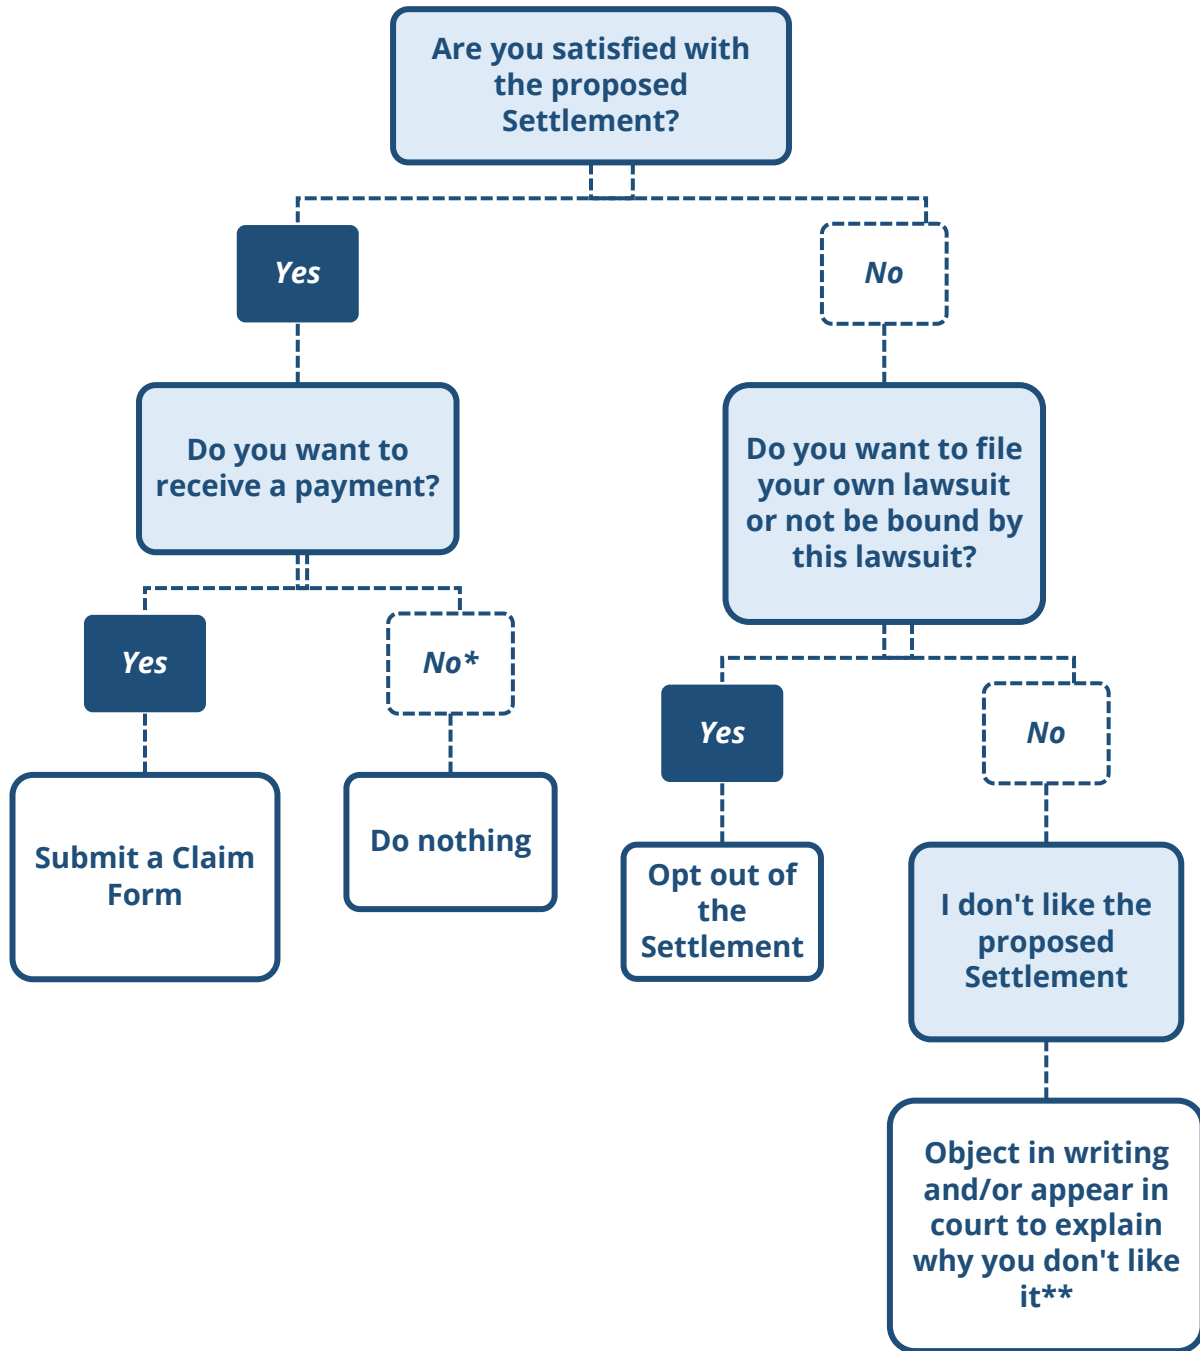 Are you satisfied with
the proposed
Settlement?
Yes
No
Do you want to
receive a payment?
Do you want to file
your own lawsuit
or not be bound by
this lawsuit?
Yes
No*
Yes
No
Submit a Claim
Form
Do nothing
Opt out of
the
Settlement
I don't like the
proposed
Settlement
Object in writing
and/or appear in
court to explain
why you don't like
it**